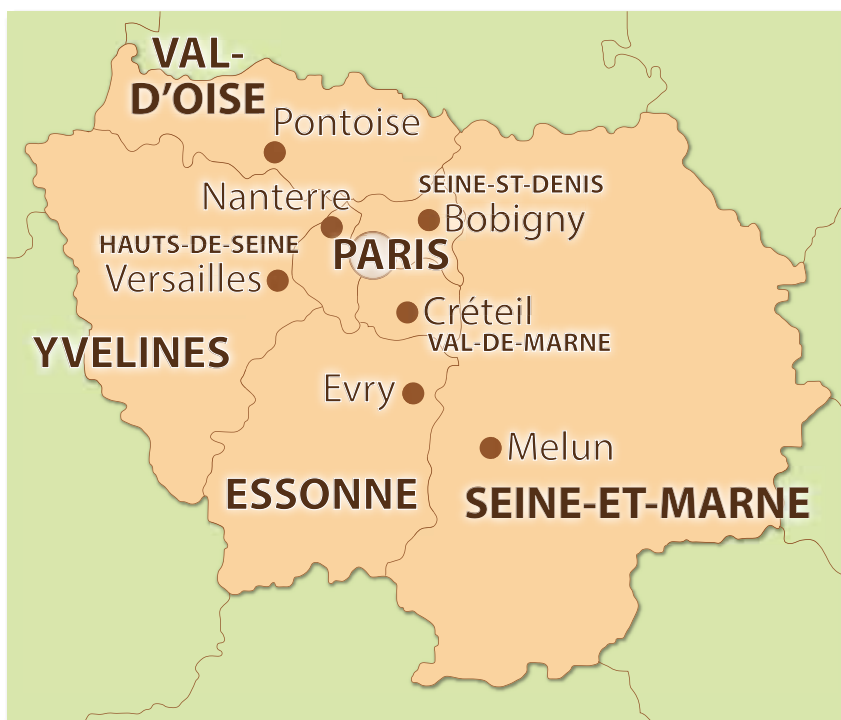 VAL-
D'OISE
Pontoise
SEINE-ST-DENIS
Nanterre
Bobigny
HAUTS-DE-SEINE
PARIS
Versailles
Créteil
VAL-DE-MARNE
YVELINES
Evry
Melun
ESSONNE
SEINE-ET-MARNE